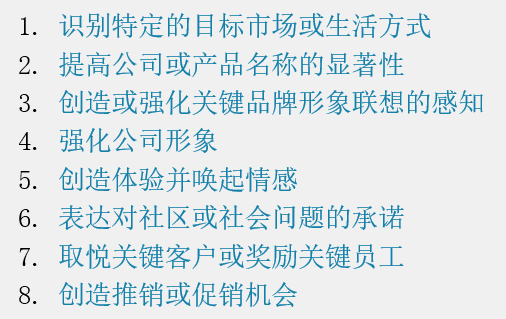 1. 识别特定的目标市场或生活方式
2. 提高公司或产品名称的显著性
3. 创造或强化关键品牌形象联想的感知
4. 强化公司形象
5. 创造体验并唤起情感
6. 表达对社区或社会问题的承诺
7. 取悦关键客户或奖励关键员工
8. 创造推销或促销机会